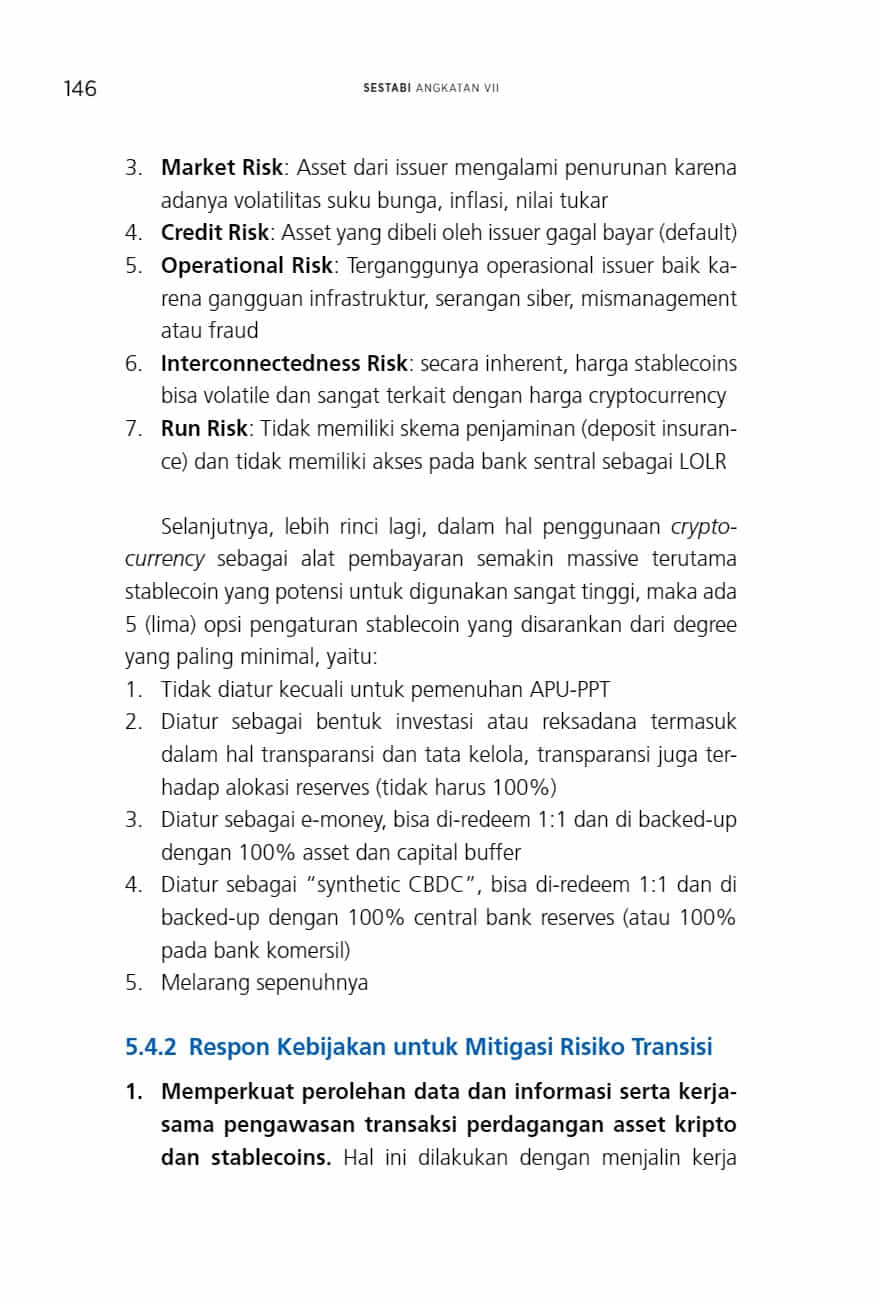 146
SESTABI ANGKATAN VII
3. Market Risk: Asset dari issuer mengalami penurunan karena
adanya volatilitas suku bunga, inflasi, nilai tukar
4. Credit Risk: Asset yang dibeli oleh issuer gagal bayar (default)
5. Operational Risk: Terganggunya operasional issuer baik ka-
rena gangguan infrastruktur, serangan siber, mismanagement
atau fraud
6. Interconnectedness Risk: secara inherent, harga stablecoins
bisa volatile dan sangat terkait dengan harga cryptocurrency
7. Run Risk: Tidak memiliki skema penjaminan (deposit insuran-
ce) dan tidak memiliki akses pada bank sentral sebagai LOLR
Selanjutnya, lebih rinci lagi, dalam hal penggunaan crypto-
currency sebagai alat pembayaran semakin massive terutama
stablecoin yang potensi untuk digunakan sangat tinggi, maka ada
5 (lima) opsi pengaturan stablecoin yang disarankan dari degree
yang paling minimal, yaitu:
1. Tidak diatur kecuali untuk pemenuhan APU-PPT
2. Diatur sebagai bentuk investasi atau reksadana termasuk
dalam hal transparansi dan tata kelola, transparansi juga ter-
hadap alokasi reserves (tidak harus 100%)
3. Diatur sebagai e-money, bisa di-redeem 1:1 dan di backed-up
dengan 100% asset dan capital buffer
4. Diatur sebagai “synthetic CBDC”, bisa di-redeem 1:1 dan di
backed-up dengan 100% central bank reserves (atau 100%
pada bank komersil)
5. Melarang sepenuhnya
5.4.2 Respon Kebijakan untuk Mitigasi Risiko Transisi
1. Memperkuat perolehan data dan informasi serta kerja-
sama pengawasan transaksi perdagangan asset kripto
dan stablecoins. Hal ini dilakukan dengan menjalin kerja